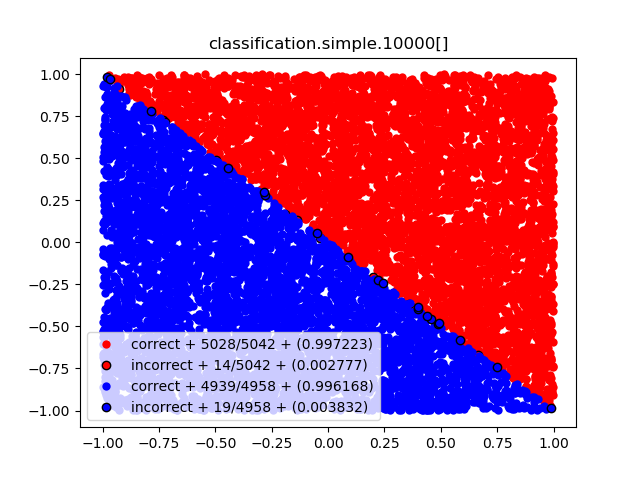 classification.simple.10000[]
1.00
0.75
0.50
0.25
0.00
−0.25
−0.50
−0.75
−1.00
correct + 5028/5042 + (0.997223)
incorrect + 14/5042 + (0.002777)
correct + 4939/4958 + (0.996168)
incorrect + 19/4958 + (0.003832)
−1.00 −0.75 −0.50 −0.25 0.00 0.25 0.50 0.75 1.00